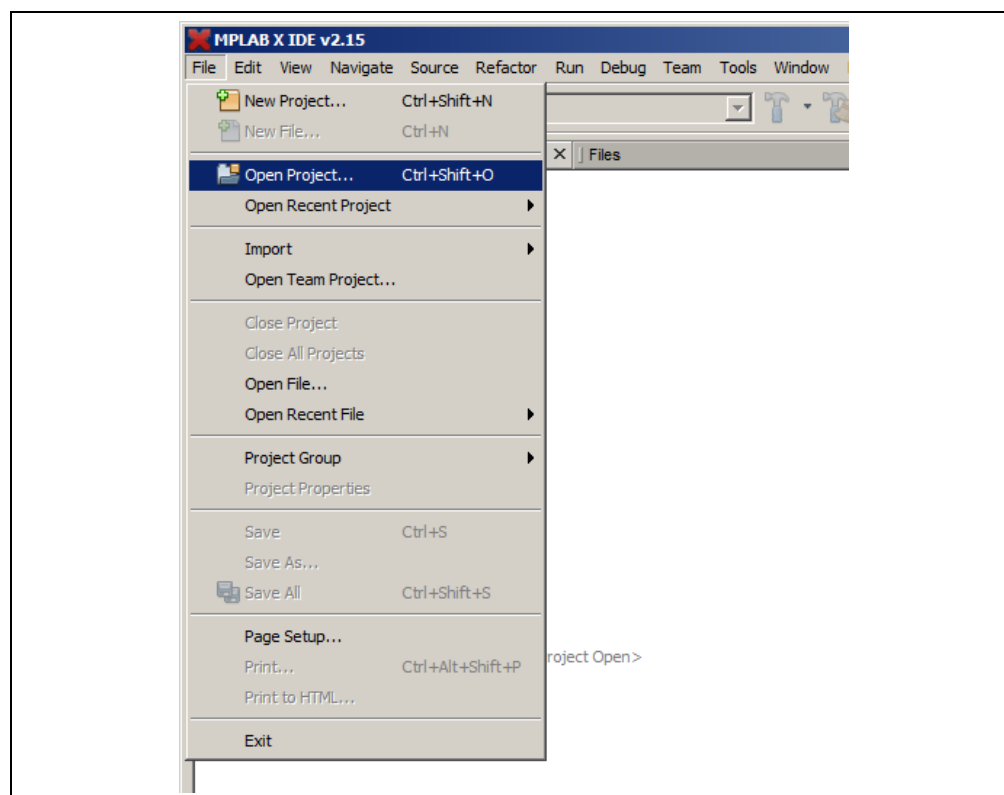 MPLAB X IDE v2.15
File Edit View Navigate Source Refactor Run Debug Team Tools Window
New Project... Ctrl+Shift+N
New File... Ctrl+N
Files
Open Project... Ctrl+Shift+O
Open Recent Project
Import
Open Team Project...
Close Project
Close All Projects
Open File...
Open Recent File
Project Group
Project Properties
Save Ctrl+S
Save As...
Save All Ctrl+Shift+S
Page Setup...
roject Open>
Print... Ctrl+Alt+Shift+P
Print to HTML...
Exit